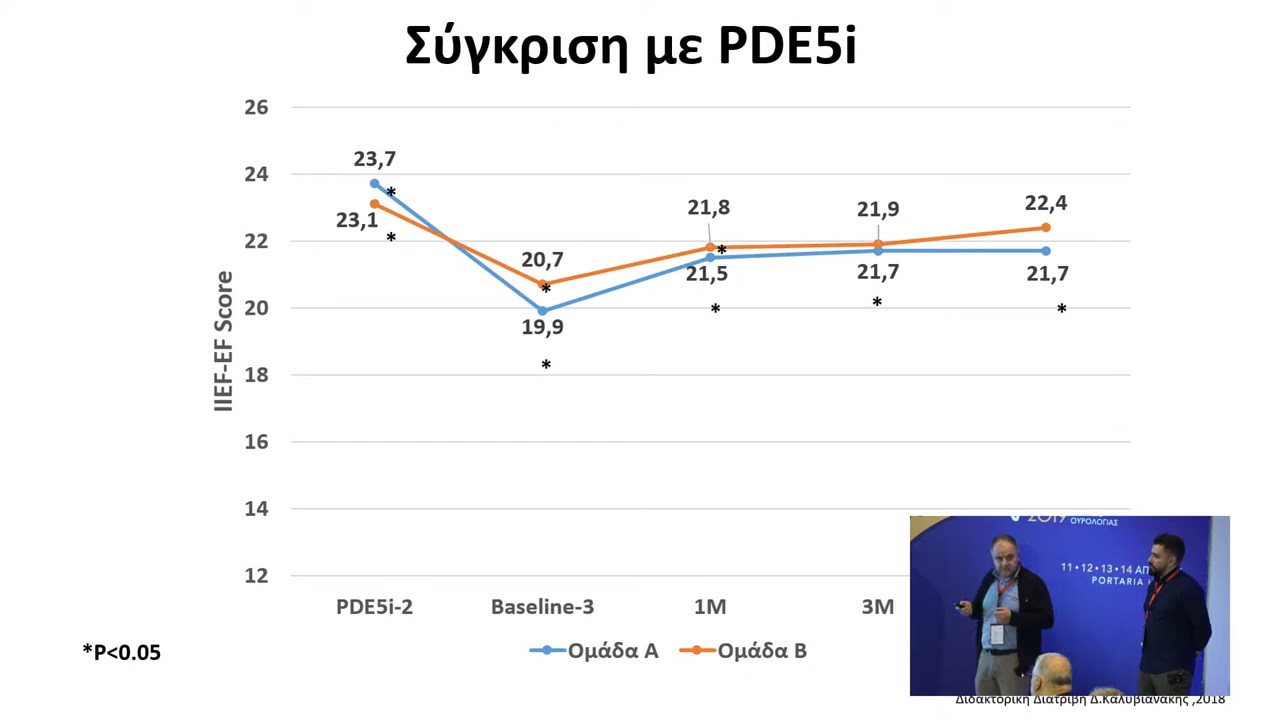 Σύγκριση με PDE5i
26
24
22
20
18
16
14
12
IIEF-EF Score
23,7
23,1
20,7
19,9
21,8
21,5
21,9
21,7
22,4
21,7
*
*
*
*
*
*
*
*
PDE5i-2
Baseline-3
1M
3M
Ομάδα Α
Ομάδα Β
*P<0.05
2019
ΟΥΡΟΛΟΓΙΑΣ
11•12•13•14 ΑΠ
PORTARIA
Διδακτορική Διατριβή Δ.Καλυβιανάκης ,2018